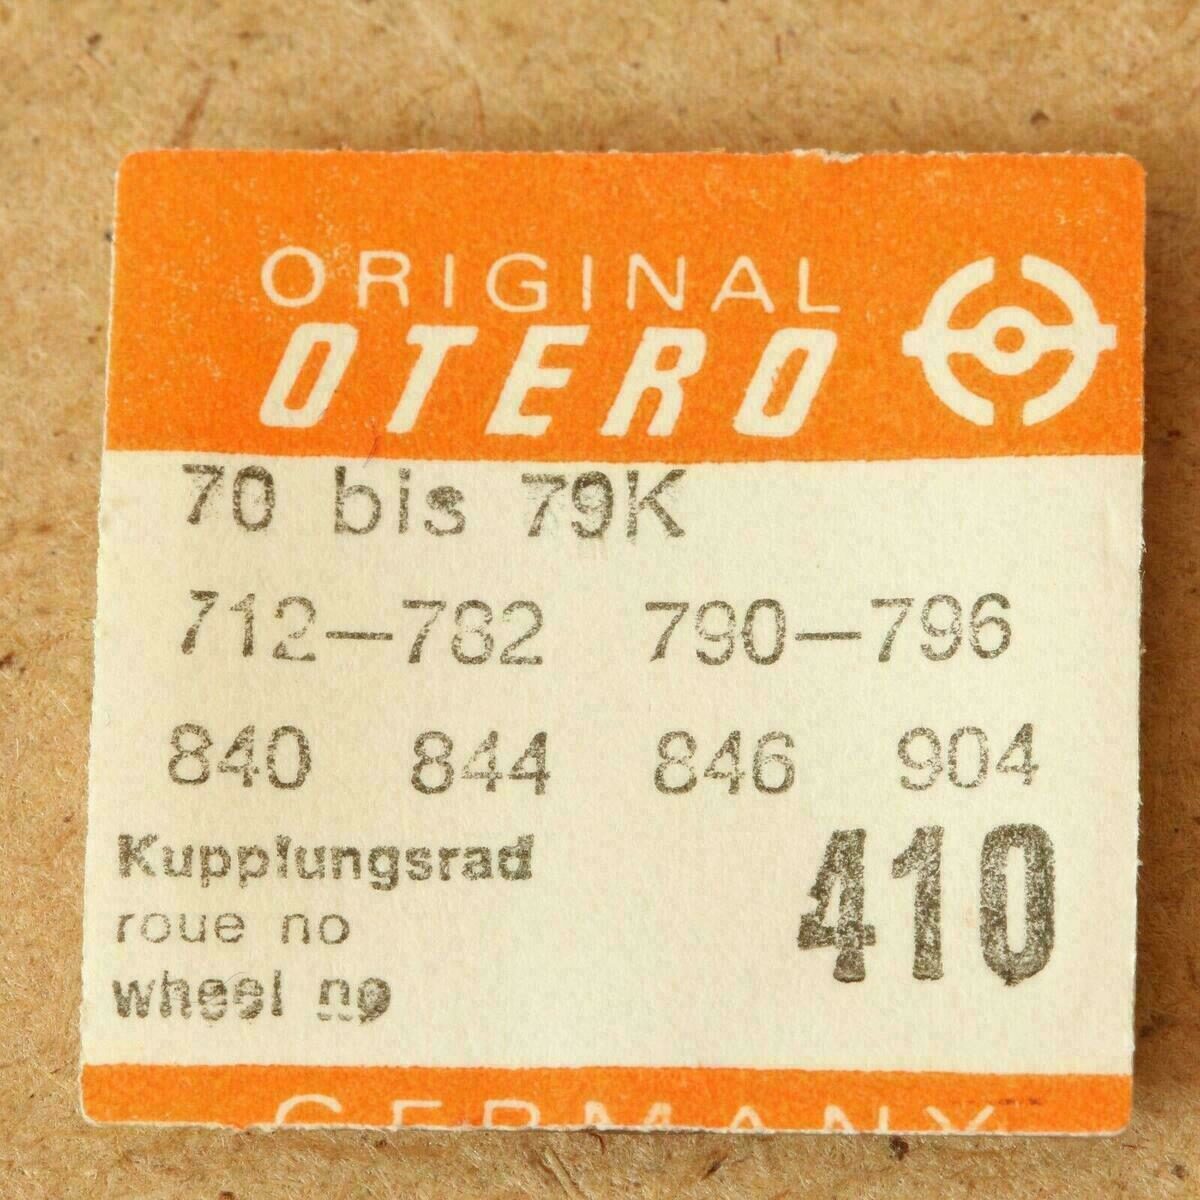 ORIGINAL
OTERO
70 bis 79K
712—782 790—796
840 844 846 904
Kupplungsrad 410
roue no
wheel no
GERMANY